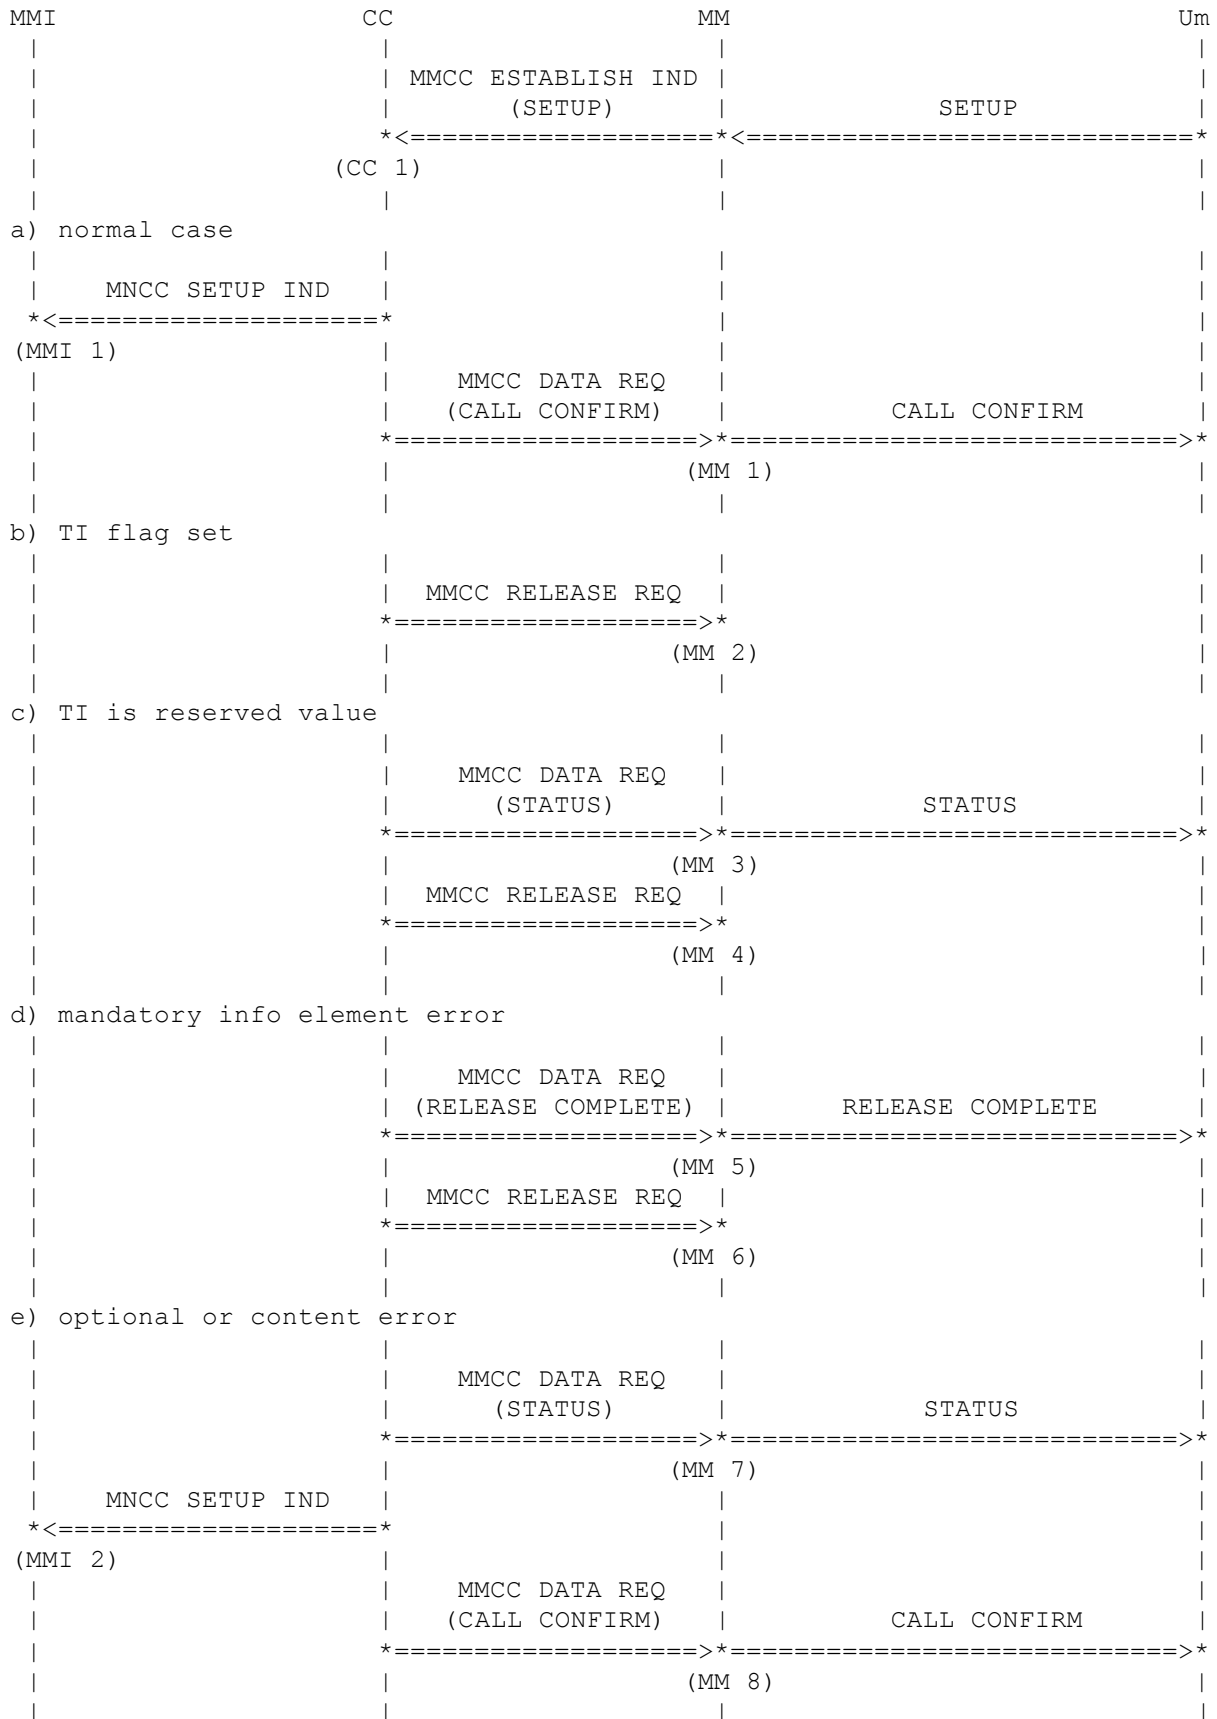 MMI CC MM Um
MMCC ESTABLISH IND
(SETUP) SETUP
(CC 1)
a) normal case
MNCC SETUP IND
(MMI 1)
MMCC DATA REQ
(CALL CONFIRM) CALL CONFIRM
(MM 1)
b) TI flag set
MMCC RELEASE REQ
(MM 2)
c) TI is reserved value
MMCC DATA REQ
(STATUS) STATUS
(MM 3)
MMCC RELEASE REQ
(MM 4)
d) mandatory info element error
MMCC DATA REQ
(RELEASE COMPLETE) RELEASE COMPLETE
(MM 5)
MMCC RELEASE REQ
(MM 6)
e) optional or content error
MMCC DATA REQ
(STATUS) STATUS
(MM 7)
MNCC SETUP IND
(MMI 2)
MMCC DATA REQ
(CALL CONFIRM) CALL CONFIRM
(MM 8)